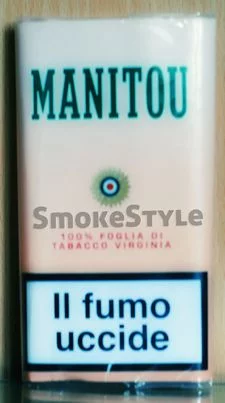 MANITOU
SmokeStyle
100% FOGLIA DI
TABACCO VIRGINIA
Il fumo
uccide